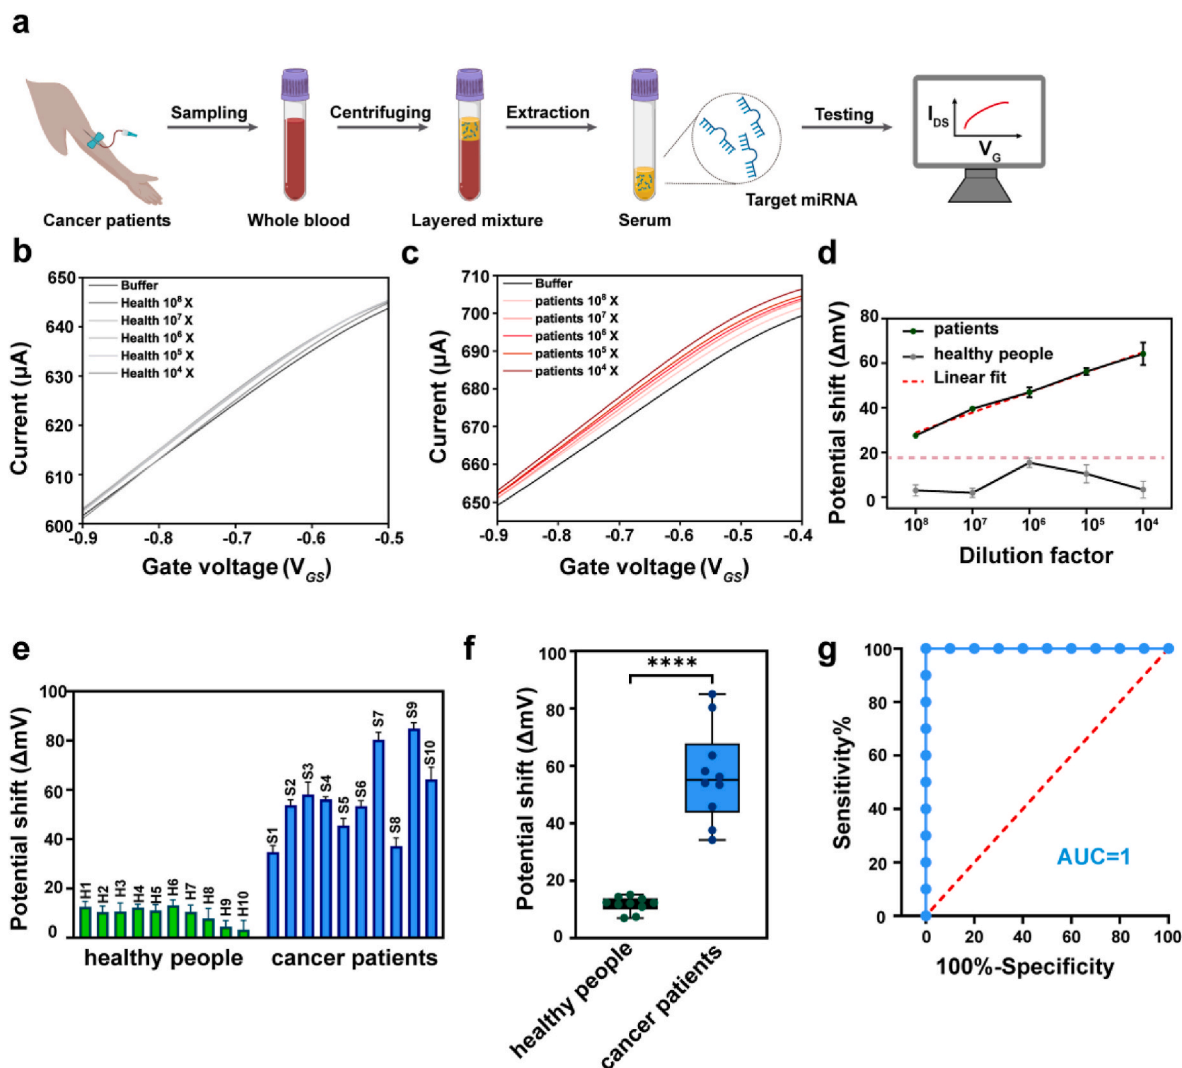 a
Sampling
Centrifuging
Extraction
Testing
I_DS
V_G
Cancer patients
Whole blood
Layered mixture
Serum
Target miRNA
b
650
640
630
620
610
600
-0.9
-0.8
-0.7
-0.6
-0.5
Current (μA)
Gate voltage (V_GS)
Buffer
Health 10⁸ X
Health 10⁷ X
Health 10⁶ X
Health 10⁵ X
Health 10⁴ X
c
710
700
690
680
670
660
650
-0.9
-0.8
-0.7
-0.6
-0.5
-0.4
Current (μA)
Gate voltage (V_GS)
Buffer
patients 10⁸ X
patients 10⁷ X
patients 10⁶ X
patients 10⁵ X
patients 10⁴ X
d
80
60
40
20
0
10⁸
10⁷
10⁶
10⁵
10⁴
Potential shift (ΔmV)
Dilution factor
patients
healthy people
Linear fit
e
100
80
60
40
20
0
Potential shift (ΔmV)
H1
H2
H3
H4
H5
H6
H7
H8
H9
H10
S1
S2
S3
S4
S5
S6
S7
S8
S9
S10
healthy people
cancer patients
f
100
80
60
40
20
0
Potential shift (ΔmV)
****
healthy people
cancer patients
g
100
80
60
40
20
0
0
20
40
60
80
100
Sensitivity%
AUC=1
100%-Specificity